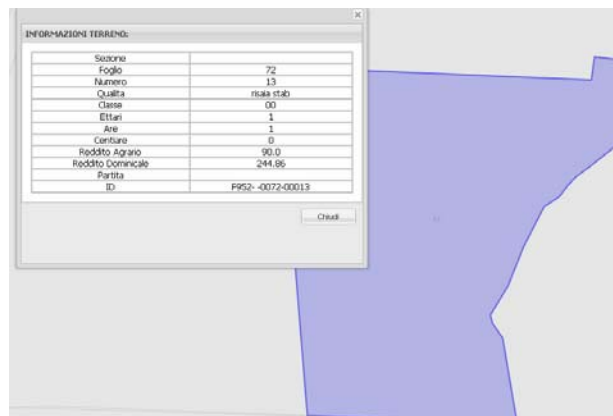 INFORMAZIONI TERRENO:
Sezione
Foglio 72
Numero 13
Qualita risaia stab
Classe 00
Ettari 1
Are 1
Centiare 0
Reddito Agrario 90.0
Reddito Dominicale 244.86
Partita
ID F952- -0072-00013
Chiudi